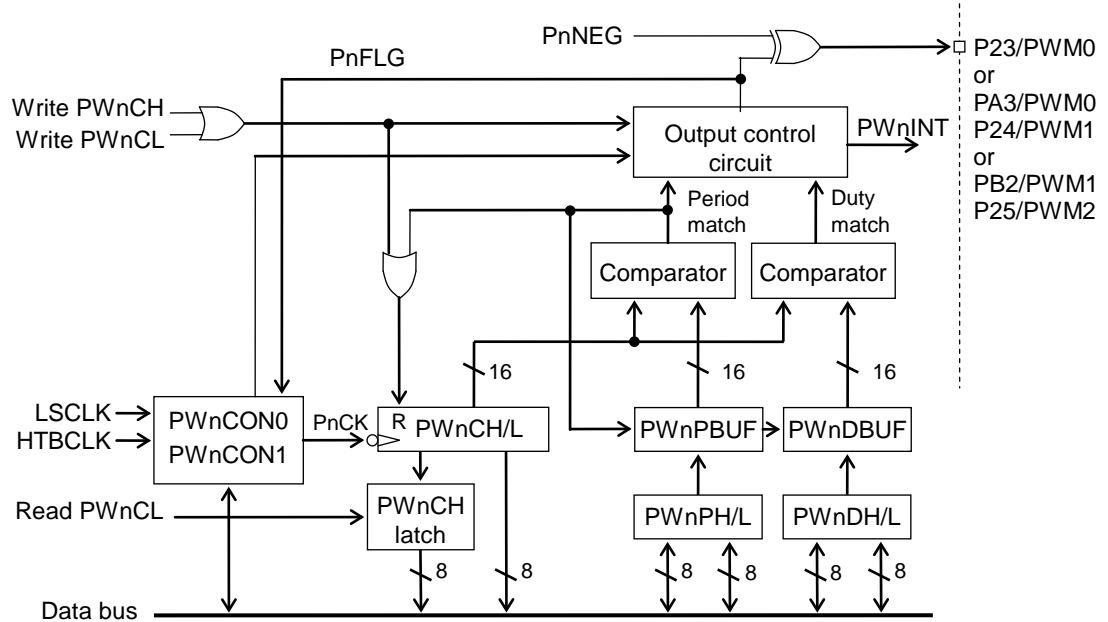 PnNEG
P23/PWM0
or
PA3/PWM0
P24/PWM1
or
PB2/PWM1
P25/PWM2
PnFLG
Write PWnCH
Write PWnCL
Output control
circuit
PWnINT
Period
match
Duty
match
Comparator
Comparator
16
16
16
LSCLK
HTBCLK
PWnCON0
PWnCON1
PnCK
R
PWnCH/L
PWnPBUF
PWnDBUF
Read PWnCL
PWnCH
latch
PWnPH/L
PWnDH/L
8
8
8
8
8
8
Data bus